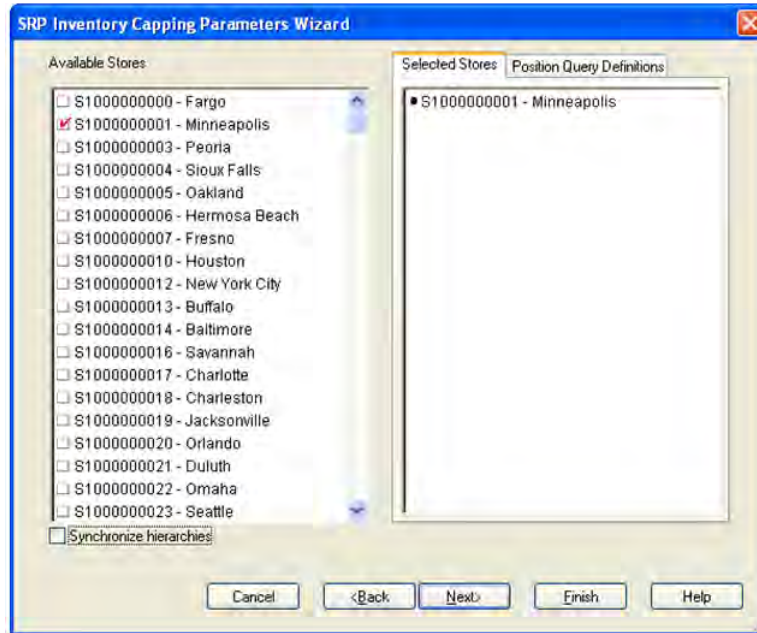 SRP Inventory Capping Parameters Wizard
Available Stores
S1000000000 - Fargo
S1000000001 - Minneapolis
S1000000003 - Peoria
S1000000004 - Sioux Falls
S1000000005 - Oakland
S1000000006 - Hermosa Beach
S1000000007 - Fresno
S1000000010 - Houston
S1000000012 - New York City
S1000000013 - Buffalo
S1000000014 - Baltimore
S1000000016 - Savannah
S1000000017 - Charlotte
S1000000018 - Charleston
S1000000019 - Jacksonville
S1000000020 - Orlando
S1000000021 - Duluth
S1000000022 - Omaha
S1000000023 - Seattle
Synchronize hierarchies
Selected Stores Position Query Definitions
S1000000001 - Minneapolis
Cancel <Back Next> Finish Help